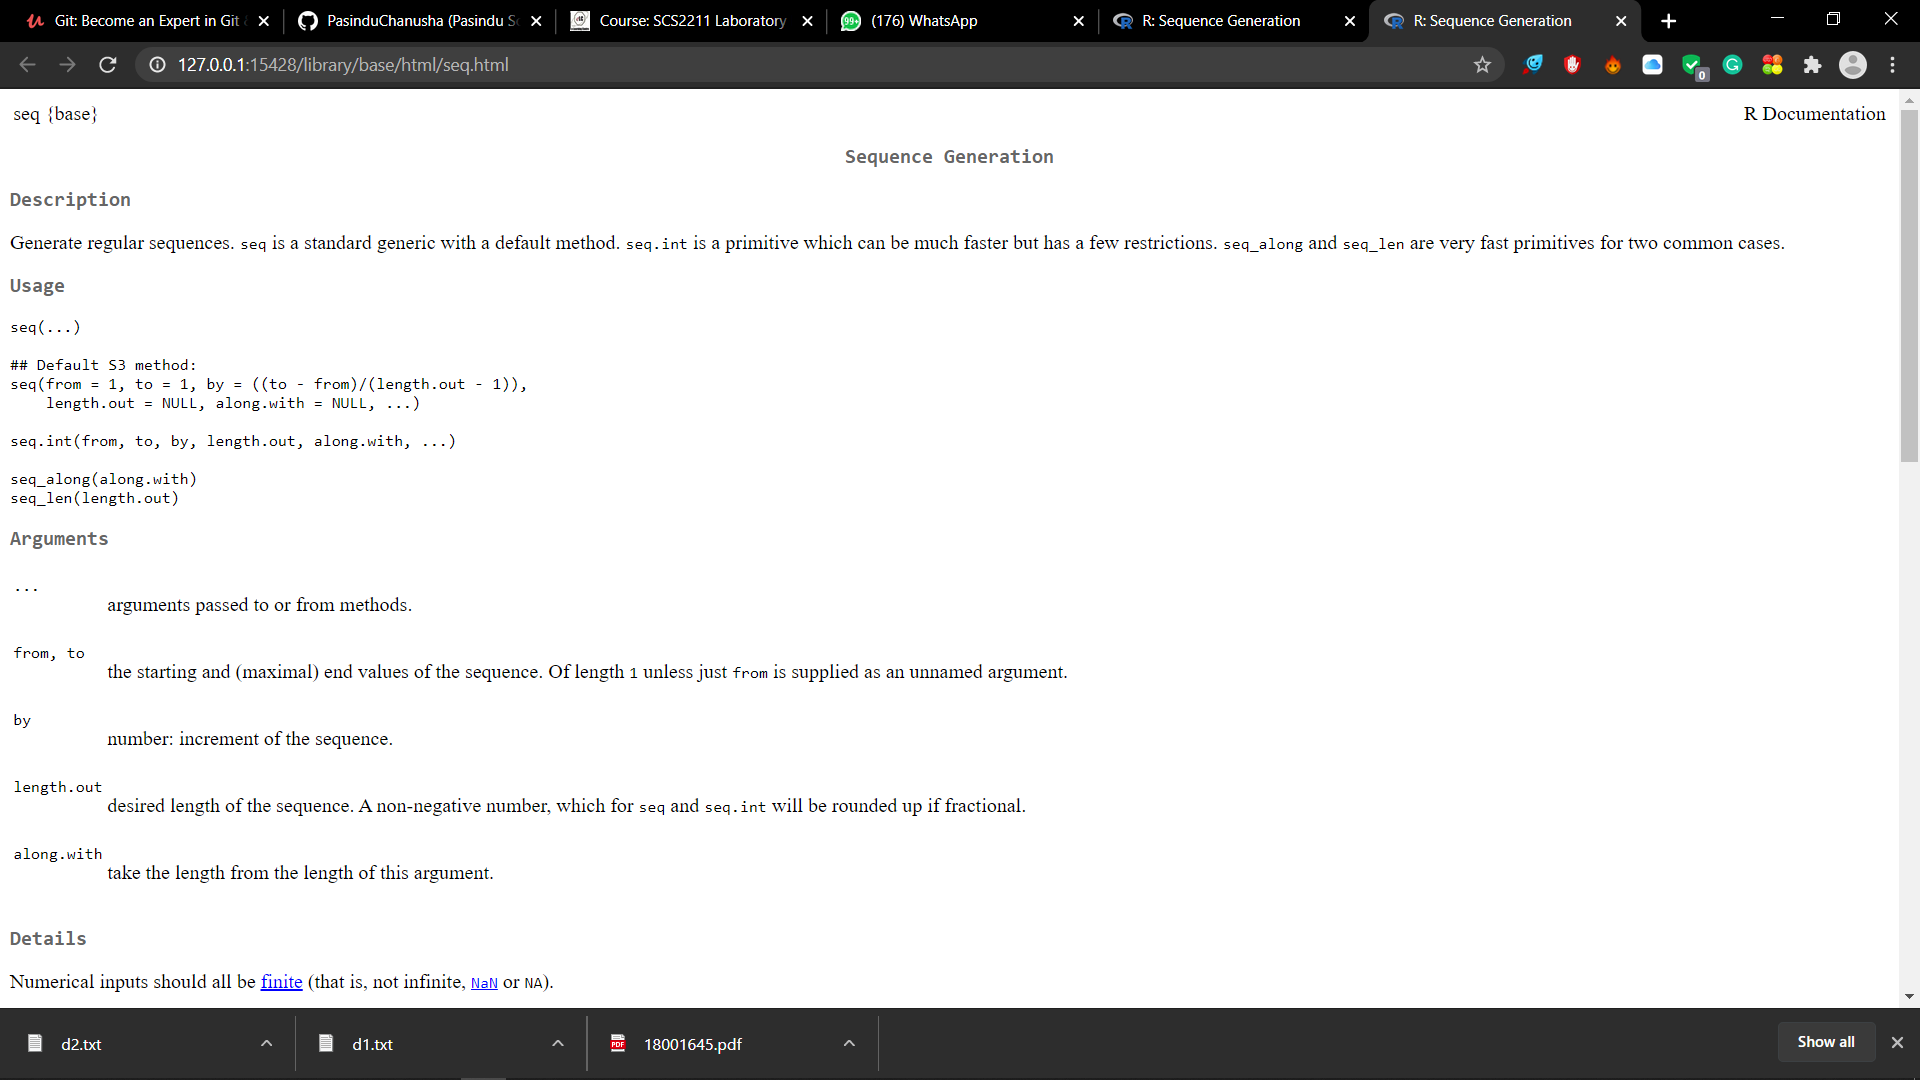 Git: Become an Expert in Git
PasinduChanusha (Pasindu S
Course: SCS2211 Laboratory
99+
(176) WhatsApp
R: Sequence Generation
R: Sequence Generation
127.0.0.1:15428/library/base/html/seq.html
0
seq {base}
R Documentation
Sequence Generation
Description
Generate regular sequences. seq is a standard generic with a default method. seq.int is a primitive which can be much faster but has a few restrictions. seq_along and seq_len are very fast primitives for two common cases.
Usage
seq(...)
## Default S3 method:
seq(from = 1, to = 1, by = ((to - from)/(length.out - 1)),
length.out = NULL, along.with = NULL, ...)
seq.int(from, to, by, length.out, along.with, ...)
seq_along(along.with)
seq_len(length.out)
Arguments
...
arguments passed to or from methods.
from, to
the starting and (maximal) end values of the sequence. Of length 1 unless just from is supplied as an unnamed argument.
by
number: increment of the sequence.
length.out
desired length of the sequence. A non-negative number, which for seq and seq.int will be rounded up if fractional.
along.with
take the length from the length of this argument.
Details
Numerical inputs should all be finite (that is, not infinite, NaN or NA).
d2.txt
d1.txt
PDF
18001645.pdf
Show all